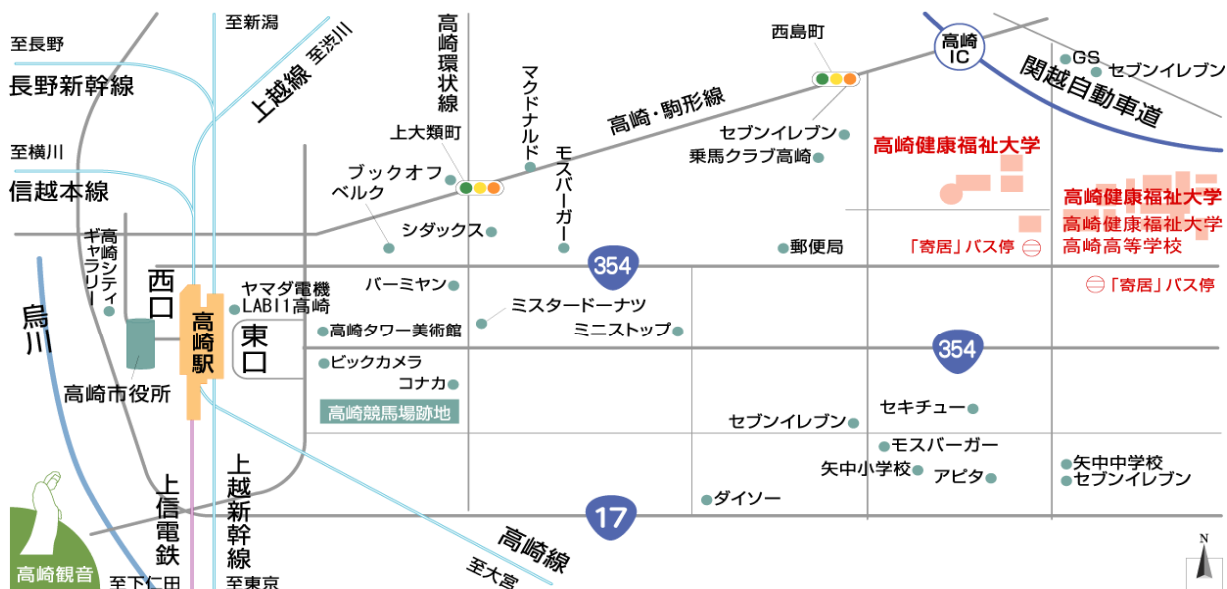 至長野
長野新幹線
至横川
信越本線
至新潟
上越線
至渋川
高崎環状線
上大類町
マクドナルド
高崎・駒形線
西島町
高崎
IC
関越自動車道
GS
セブンイレブン
ブックオフ
ベルク
シダックス
モスバーガー
セブンイレブン
乗馬クラブ高崎
高崎健康福祉大学
高崎健康福祉大学
高崎健康福祉大学
高崎高等学校
郵便局
「寄居」バス停
「寄居」バス停
354
高崎シティ
ギャラリー
西口
高崎駅
ヤマダ電機
LABI1高崎
東口
バーミヤン
ミスタードーナツ
高崎タワー美術館
ミニストップ
354
烏川
高崎市役所
ビックカメラ
コナカ
高崎競馬場跡地
セブンイレブン
セキチュー
モスバーガー
矢中小学校
アピタ
矢中中学校
セブンイレブン
ダイソー
17
上信電鉄
上越新幹線
高崎線
至大宮
高崎観音
至下仁田
至東京
N